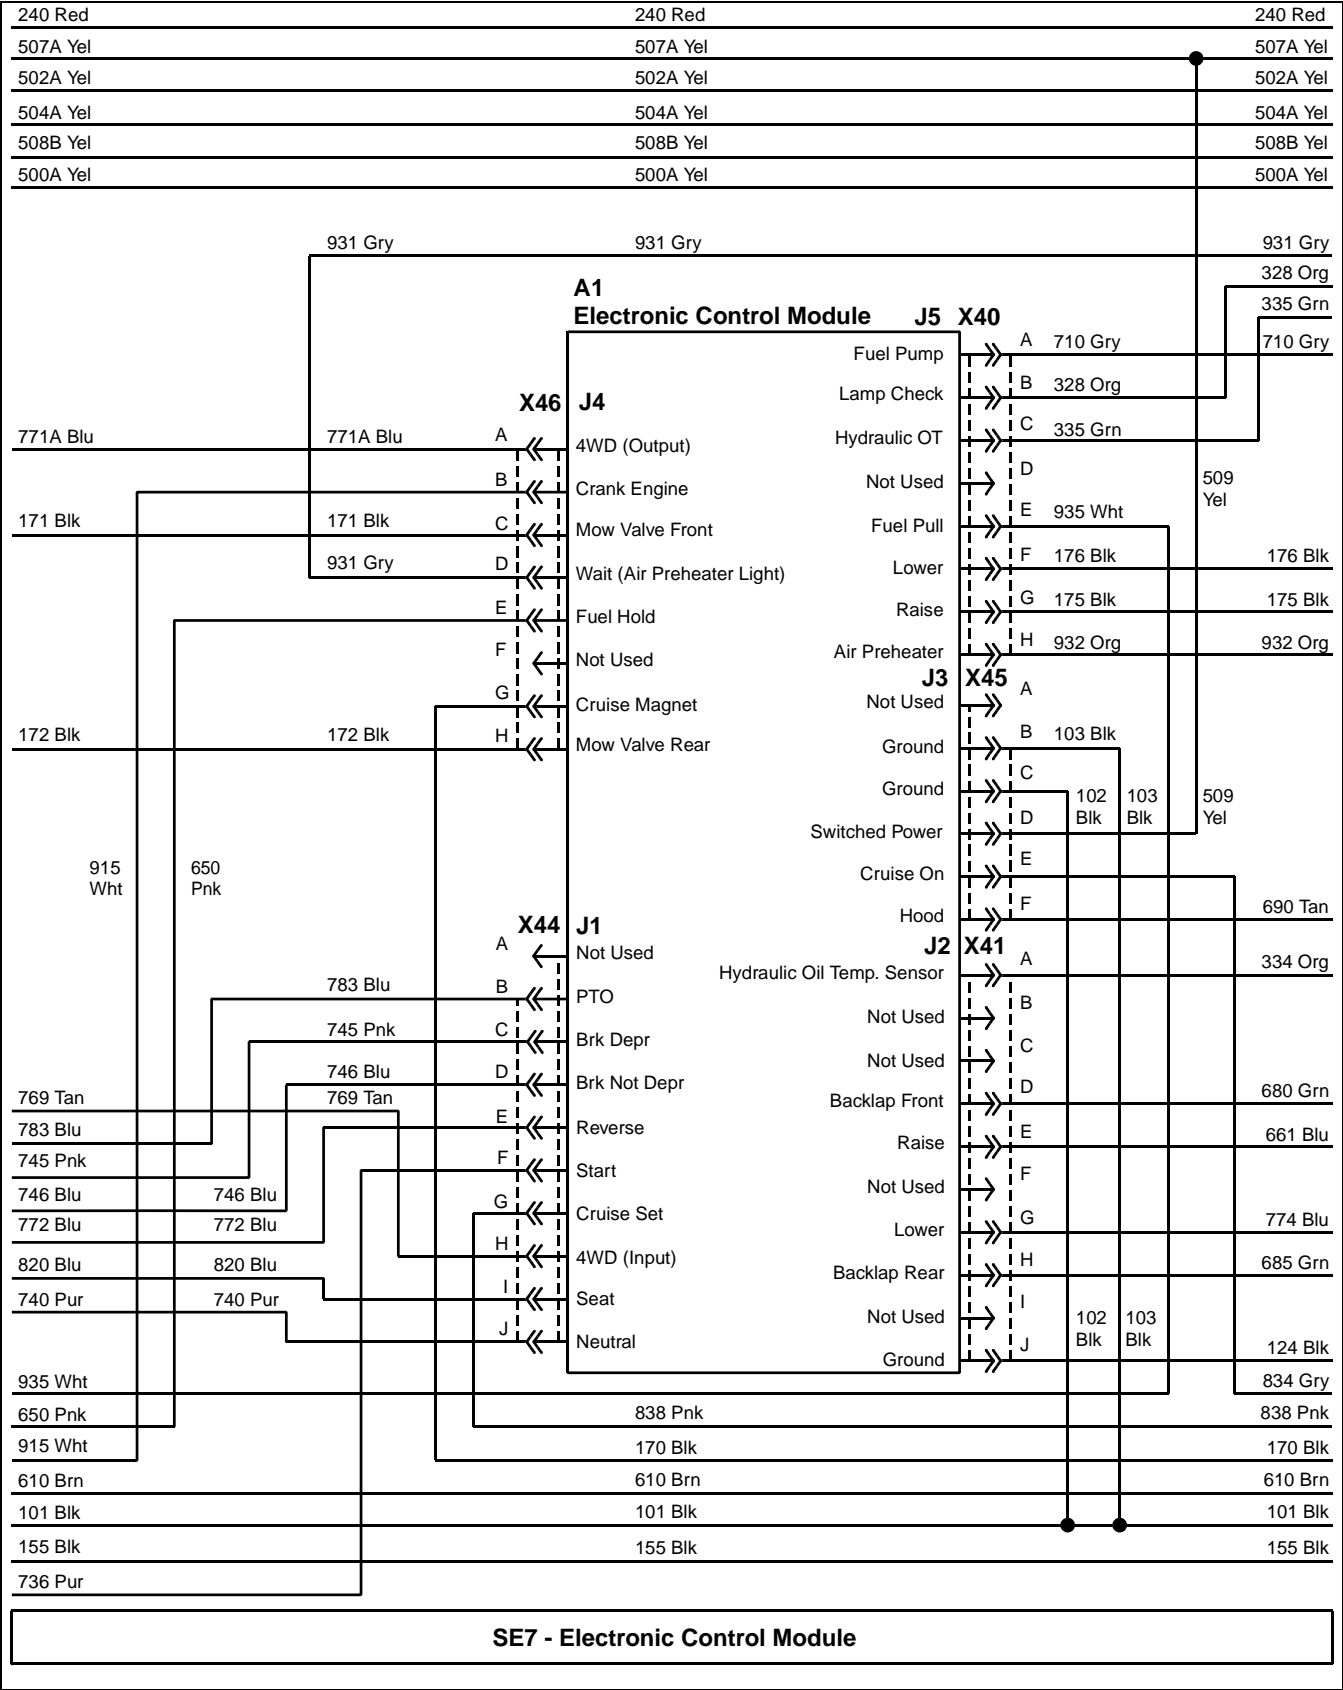 240 Red 240 Red 240 Red
507A Yel 507A Yel 507A Yel
502A Yel 502A Yel 502A Yel
504A Yel 504A Yel 504A Yel
508B Yel 508B Yel 508B Yel
500A Yel 500A Yel 500A Yel
931 Gry 931 Gry 931 Gry
328 Org
335 Grn
710 Gry
A1
Electronic Control Module J5 X40
Fuel Pump A 710 Gry
Lamp Check B 328 Org
Hydraulic OT C 335 Grn
Not Used D
509
Yel
Fuel Pull E 935 Wht
Lower F 176 Blk 176 Blk
Raise G 175 Blk 175 Blk
Air Preheater H 932 Org 932 Org
X46 J4
771A Blu 771A Blu A 4WD (Output)
B Crank Engine
171 Blk 171 Blk C Mow Valve Front
931 Gry D Wait (Air Preheater Light)
E Fuel Hold
F Not Used
G Cruise Magnet
172 Blk 172 Blk H Mow Valve Rear
J3 X45
Not Used A
Ground B 103 Blk
Ground C
102
Blk
103
Blk
509
Yel
Switched Power D
Cruise On E
Hood F 690 Tan
915
Wht
650
Pnk
X44 J1
A Not Used
783 Blu B PTO
745 Pnk C Brk Depr
746 Blu D Brk Not Depr
769 Tan 769 Tan
783 Blu E Reverse
745 Pnk F Start
746 Blu 746 Blu G Cruise Set
772 Blu 772 Blu
H 4WD (Input)
820 Blu 820 Blu I Seat
740 Pur 740 Pur J Neutral
J2 X41
Hydraulic Oil Temp. Sensor A 334 Org
Not Used B
Not Used C
Backlap Front D 680 Grn
Raise E 661 Blu
Not Used F
Lower G 774 Blu
Backlap Rear H 685 Grn
Not Used I
102
Blk
103
Blk
Ground J 124 Blk
935 Wht 834 Gry
650 Pnk 838 Pnk 838 Pnk
915 Wht 170 Blk 170 Blk
610 Brn 610 Brn 610 Brn
101 Blk 101 Blk 101 Blk
155 Blk 155 Blk 155 Blk
736 Pur
SE7 - Electronic Control Module